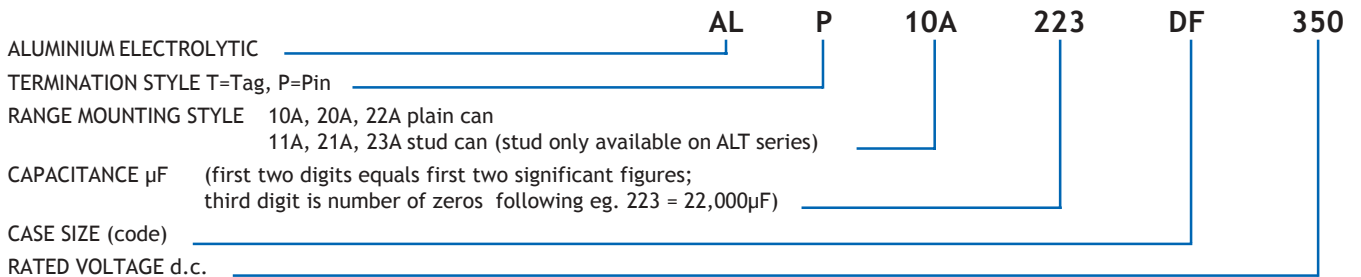 AL P 10A 223 DF 350
ALUMINIUM ELECTROLYTIC
TERMINATION STYLE T=Tag, P=Pin
RANGE MOUNTING STYLE 10A, 20A, 22A plain can
11A, 21A, 23A stud can (stud only available on ALT series)
CAPACITANCE µF (first two digits equals first two significant figures;
third digit is number of zeros following eg. 223 = 22,000µF)
CASE SIZE (code)
RATED VOLTAGE d.c.